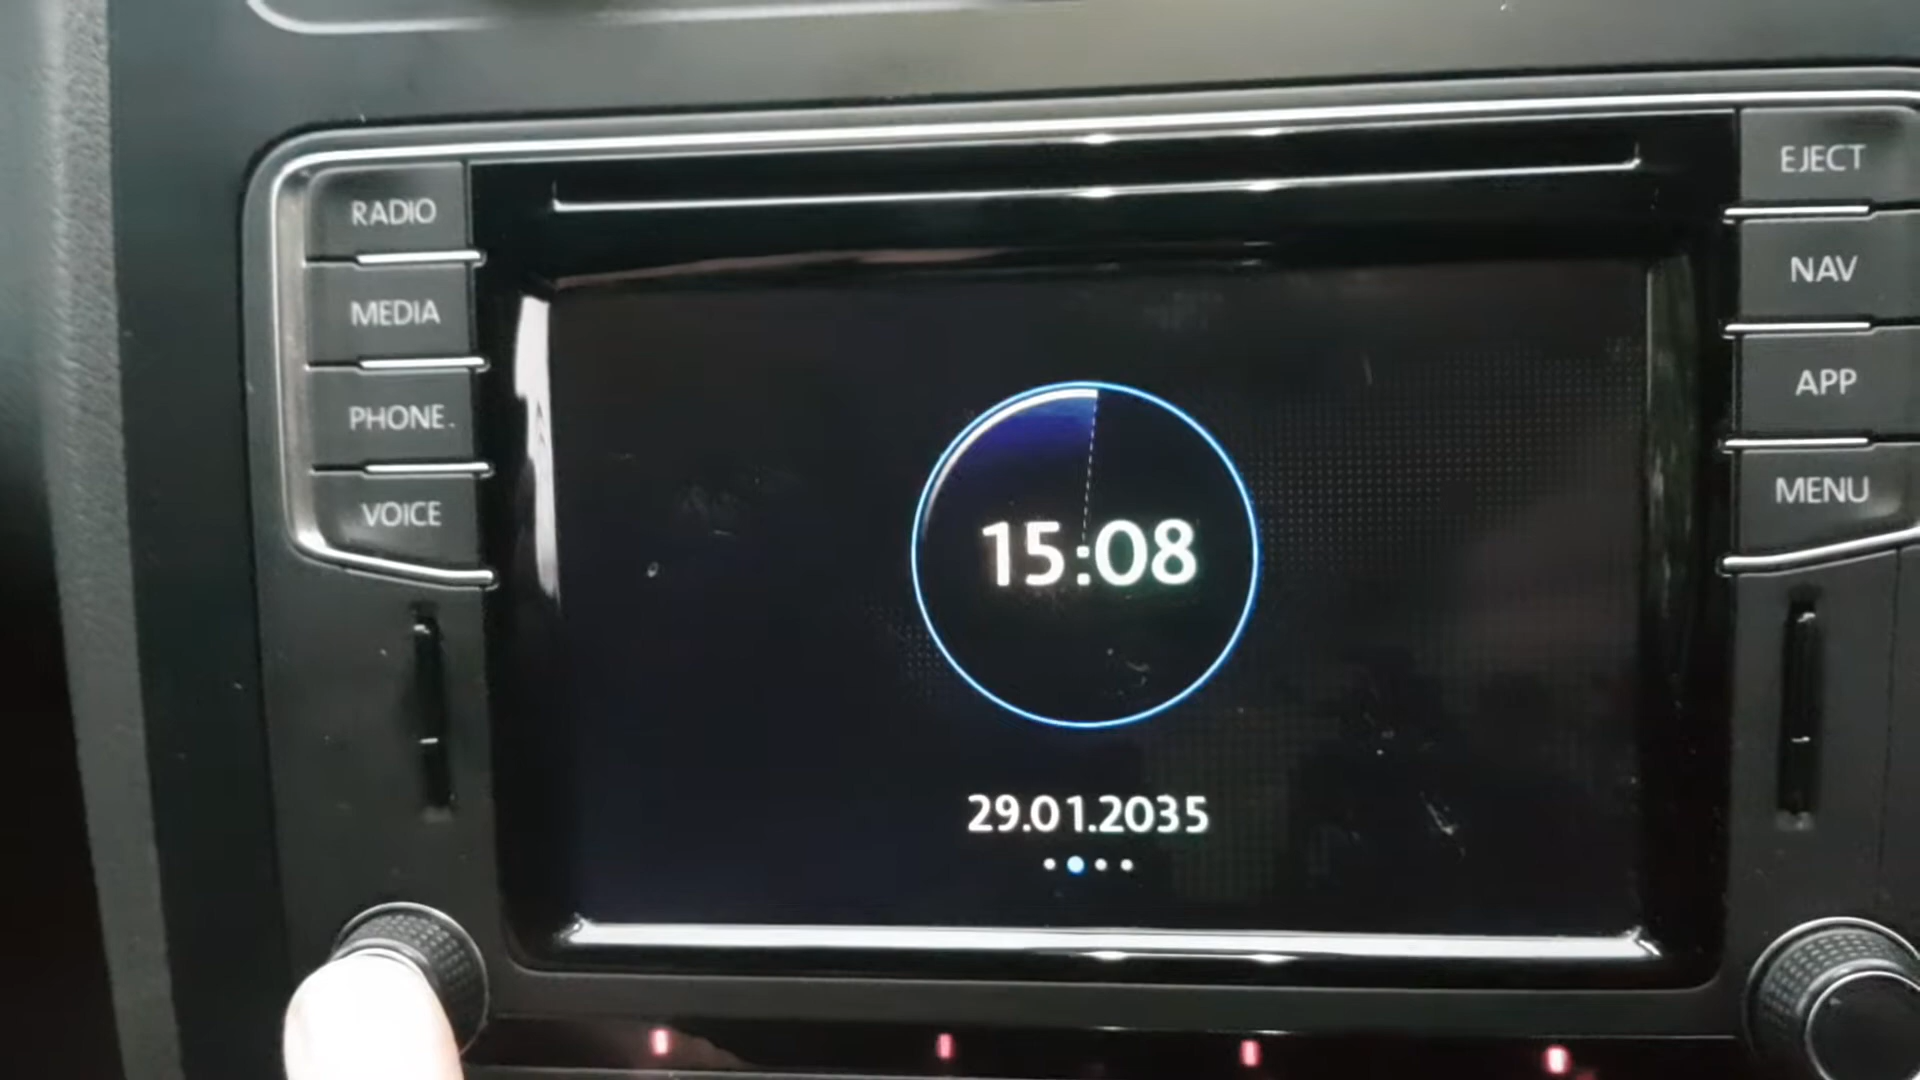 RADIO
MEDIA
PHONE
VOICE
EJECT
NAV
APP
MENU
15:08
29.01.2035